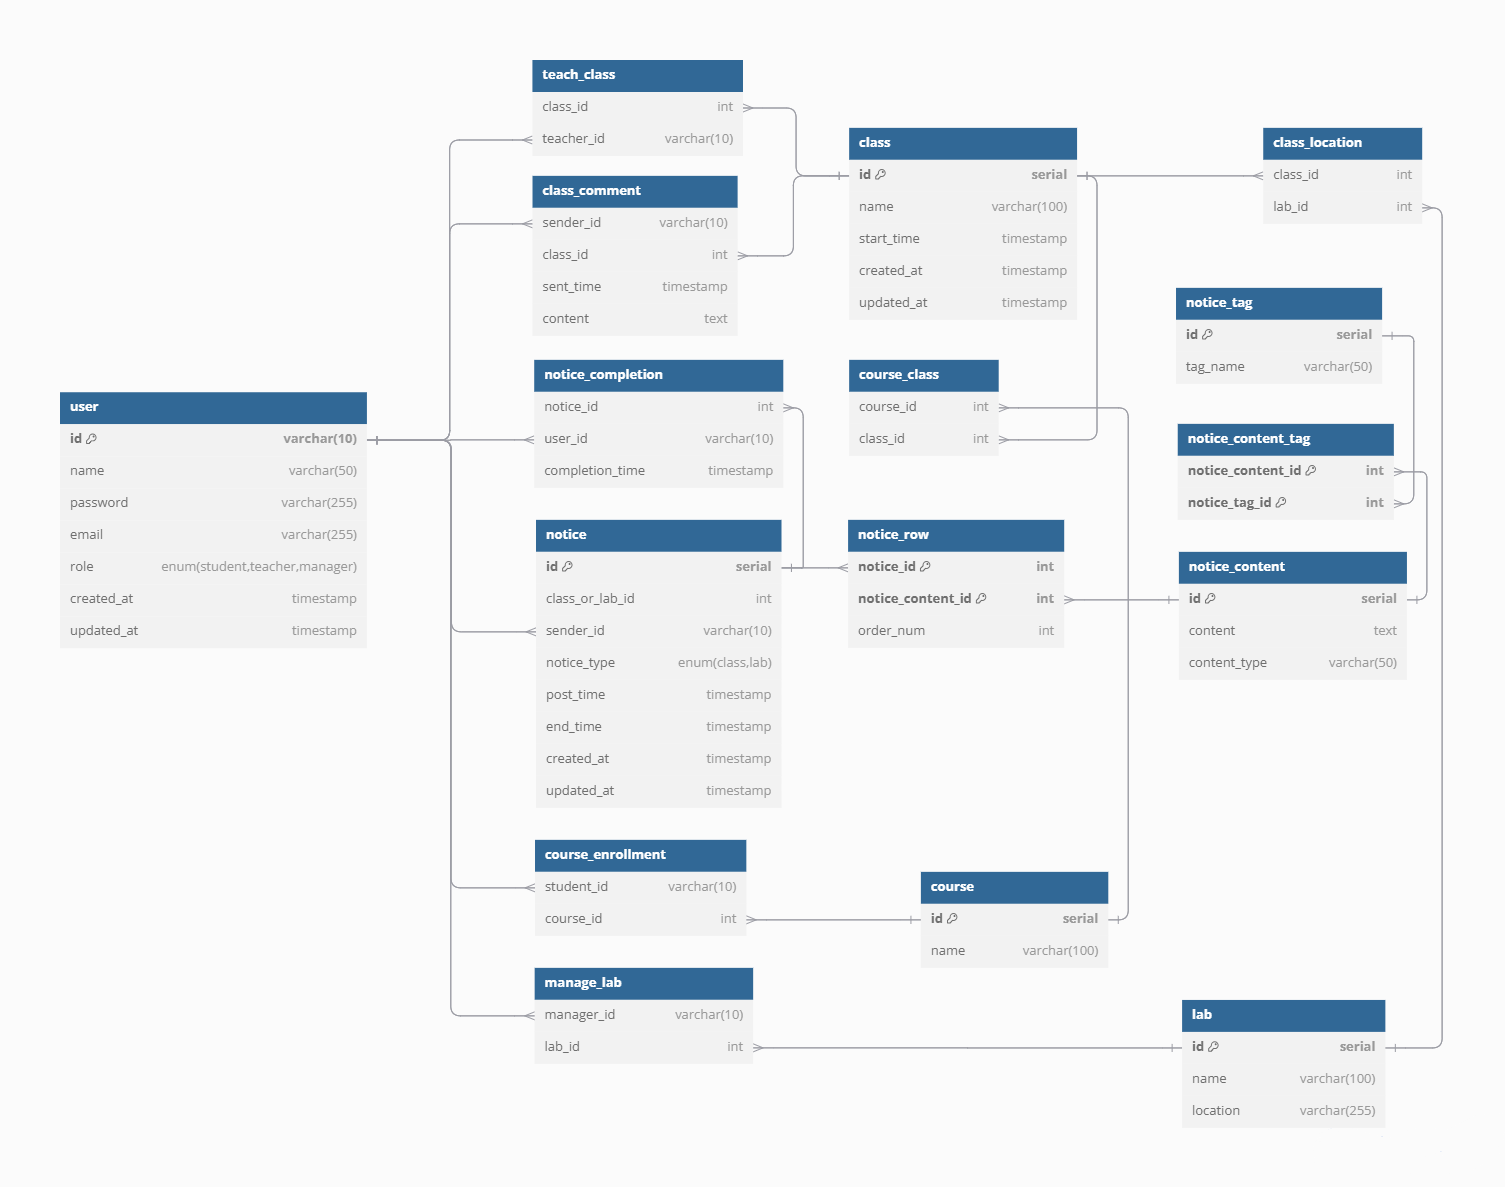 teach_class
class_id int
teacher_id varchar(10)
class_comment
sender_id varchar(10)
class_id int
sent_time timestamp
content text
class
id serial
name varchar(100)
start_time timestamp
created_at timestamp
updated_at timestamp
class_location
class_id int
lab_id int
notice_tag
id serial
tag_name varchar(50)
user
id varchar(10)
name varchar(50)
password varchar(255)
email varchar(255)
role enum(student,teacher,manager)
created_at timestamp
updated_at timestamp
notice_completion
notice_id int
user_id varchar(10)
completion_time timestamp
course_class
course_id int
class_id int
notice_content_tag
notice_content_id int
notice_tag_id int
notice
id serial
class_or_lab_id int
sender_id varchar(10)
notice_type enum(class,lab)
post_time timestamp
end_time timestamp
created_at timestamp
updated_at timestamp
notice_row
notice_id int
notice_content_id int
order_num int
notice_content
id serial
content text
content_type varchar(50)
course_enrollment
student_id varchar(10)
course_id int
course
id serial
name varchar(100)
manage_lab
manager_id varchar(10)
lab_id int
lab
id serial
name varchar(100)
location varchar(255)